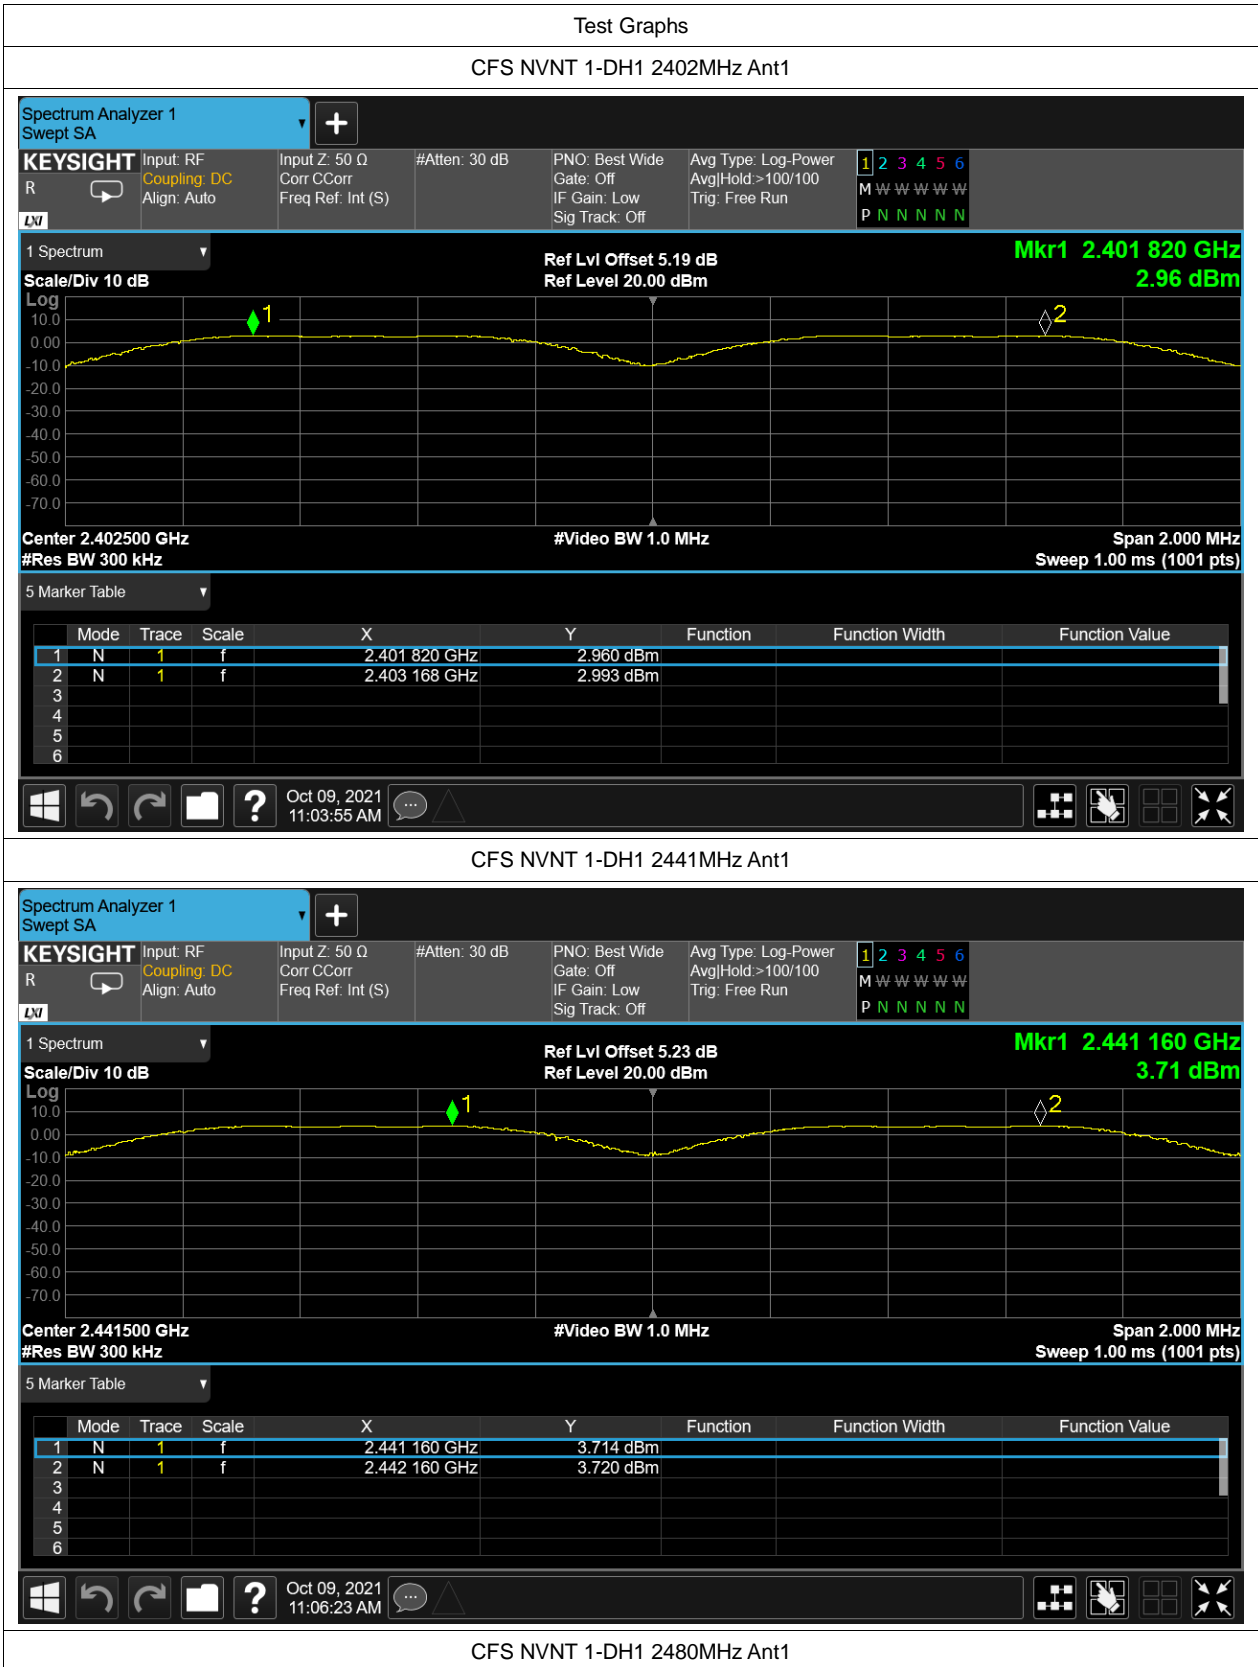 Test Graphs
CFS NVNT 1-DH1 2402MHz Ant1
Spectrum Analyzer 1
Swept SA
KEYSIGHT Input: RF Input Z: 50 Ω #Atten: 30 dB PNO: Best Wide Avg Type: Log-Power 1 2 3 4 5 6
R Coupling: DC Corr CCorr Gate: Off Avg|Hold:>100/100 M W W W W W
Align: Auto Freq Ref: Int (S) IF Gain: Low Trig: Free Run
LXI Sig Track: Off P N N N N N
1 Spectrum Ref Lvl Offset 5.19 dB Mkr1 2.401 820 GHz
Scale/Div 10 dB Ref Level 20.00 dBm 2.96 dBm
Log
1 2
10.0
0.00
-10.0
-20.0
-30.0
-40.0
-50.0
-60.0
-70.0
Center 2.402500 GHz #Video BW 1.0 MHz Span 2.000 MHz
#Res BW 300 kHz Sweep 1.00 ms (1001 pts)
5 Marker Table
Mode Trace Scale X Y Function Function Width Function Value
1 N 1 f 2.401 820 GHz 2.960 dBm
2 N 1 f 2.403 168 GHz 2.993 dBm
3
4
5
6
? Oct 09, 2021
11:03:55 AM
CFS NVNT 1-DH1 2441MHz Ant1
Spectrum Analyzer 1
Swept SA
KEYSIGHT Input: RF Input Z: 50 Ω #Atten: 30 dB PNO: Best Wide Avg Type: Log-Power 1 2 3 4 5 6
R Coupling: DC Corr CCorr Gate: Off Avg|Hold:>100/100 M W W W W W
Align: Auto Freq Ref: Int (S) IF Gain: Low Trig: Free Run
LXI Sig Track: Off P N N N N N
1 Spectrum Ref Lvl Offset 5.23 dB Mkr1 2.441 160 GHz
Scale/Div 10 dB Ref Level 20.00 dBm 3.71 dBm
Log
1 2
10.0
0.00
-10.0
-20.0
-30.0
-40.0
-50.0
-60.0
-70.0
Center 2.441500 GHz #Video BW 1.0 MHz Span 2.000 MHz
#Res BW 300 kHz Sweep 1.00 ms (1001 pts)
5 Marker Table
Mode Trace Scale X Y Function Function Width Function Value
1 N 1 f 2.441 160 GHz 3.714 dBm
2 N 1 f 2.442 160 GHz 3.720 dBm
3
4
5
6
? Oct 09, 2021
11:06:23 AM
CFS NVNT 1-DH1 2480MHz Ant1